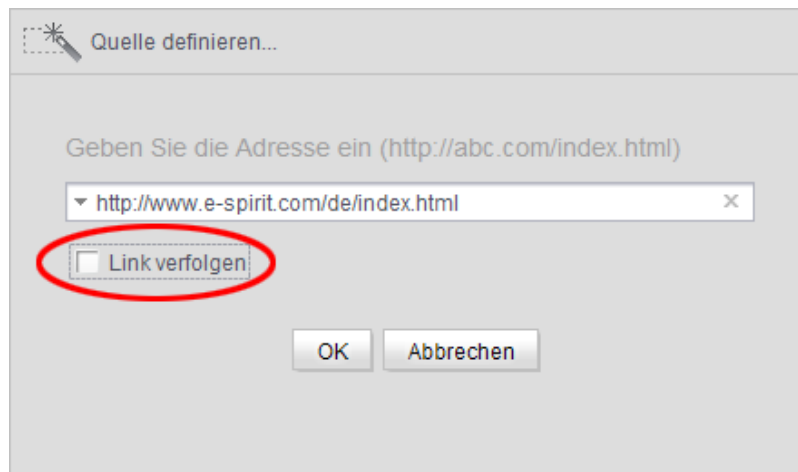 Quelle definieren...
Geben Sie die Adresse ein (http://abc.com/index.html)
http://www.e-spirit.com/de/index.html
Link verfolgen
OK Abbrechen